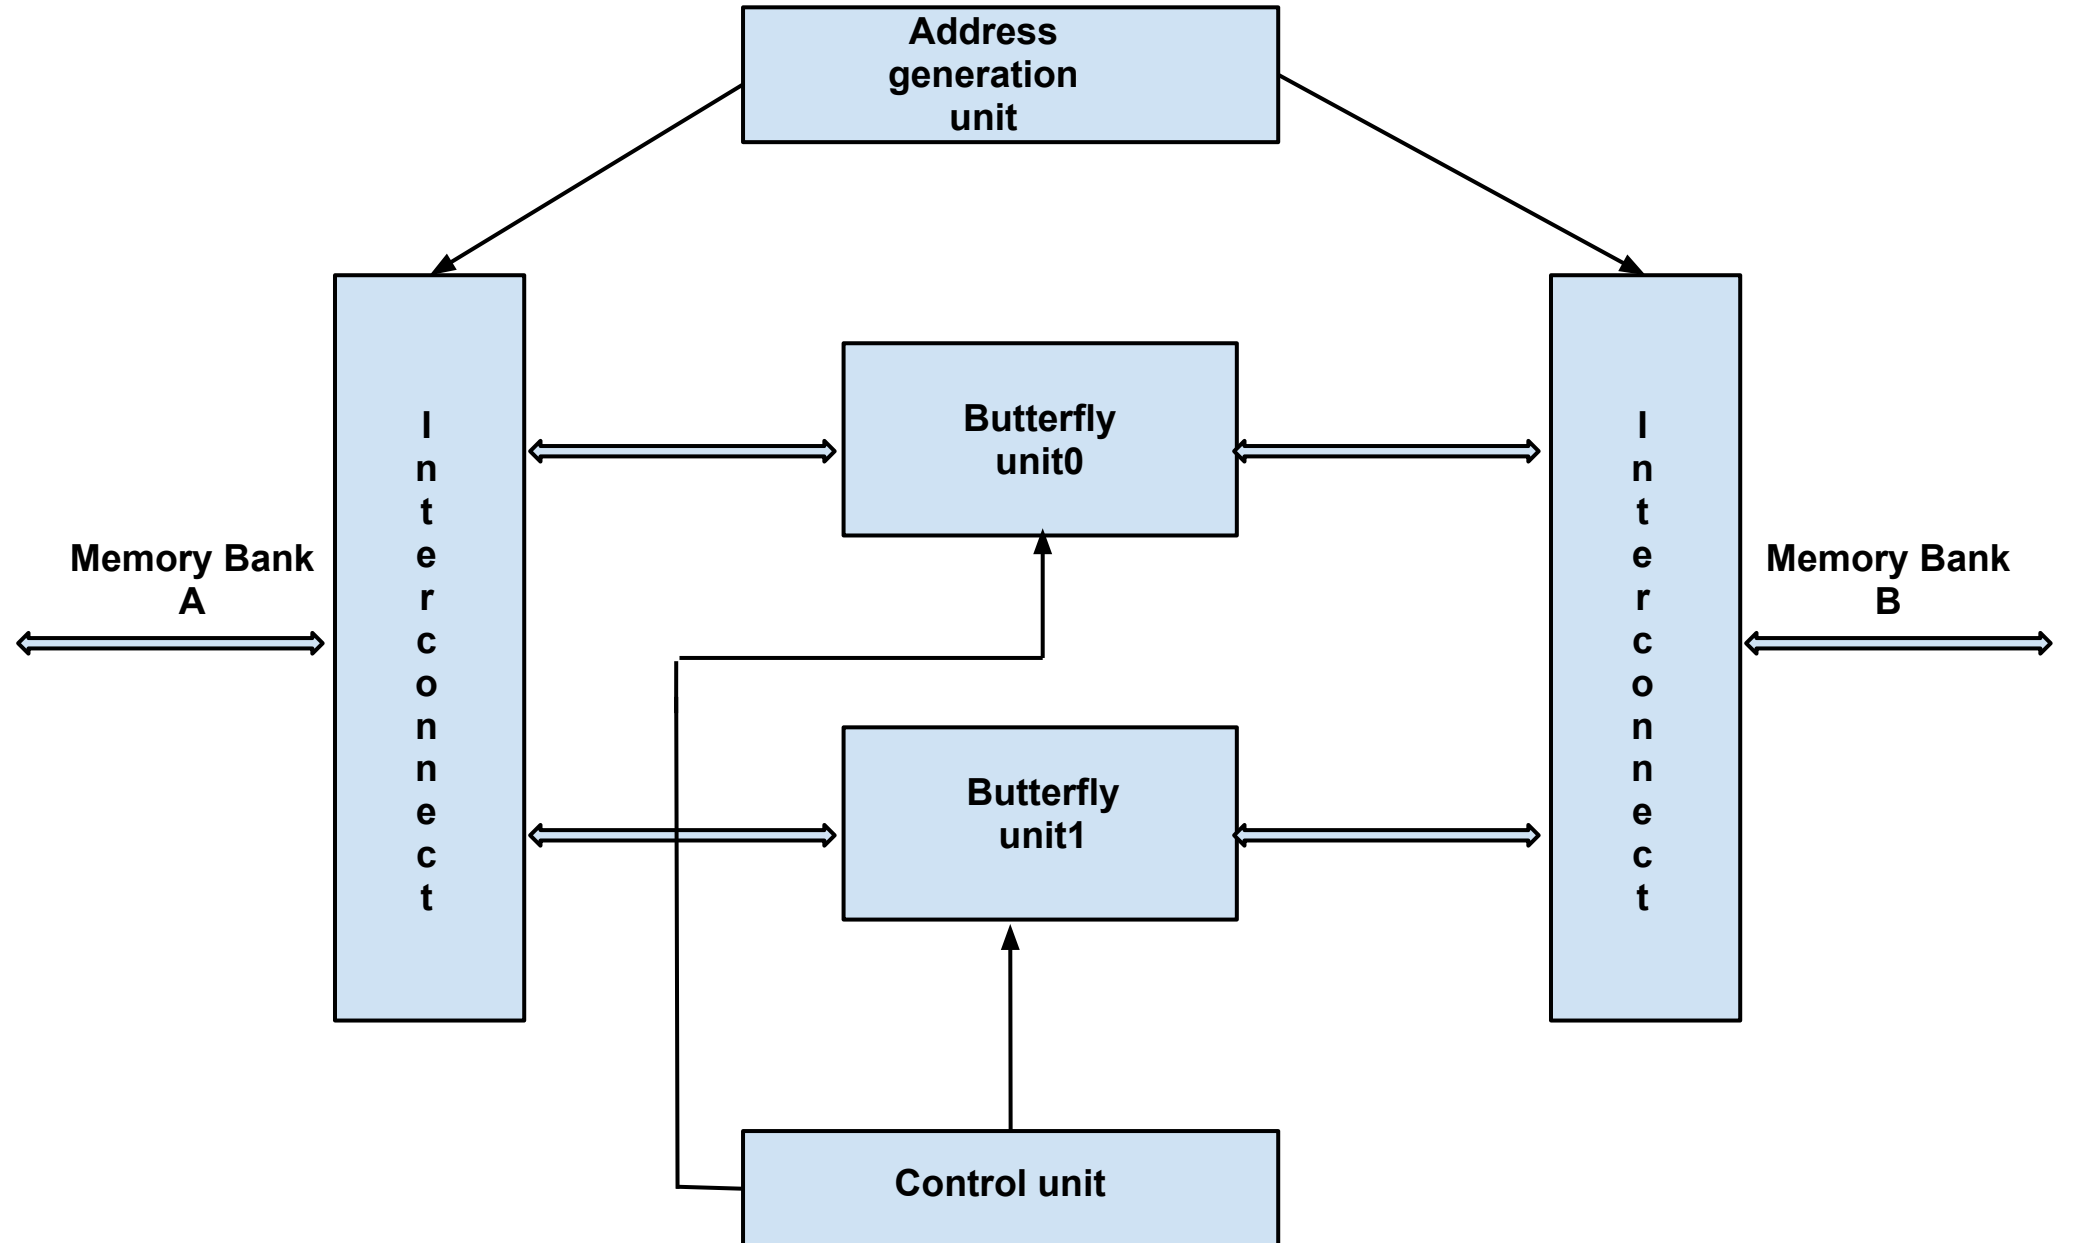 Address
generation
unit
I
n
t
e
r
c
o
n
n
e
c
t
Butterfly
unit0
I
n
t
e
r
c
o
n
n
e
c
t
Memory Bank
A
Memory Bank
B
Butterfly
unit1
Control unit